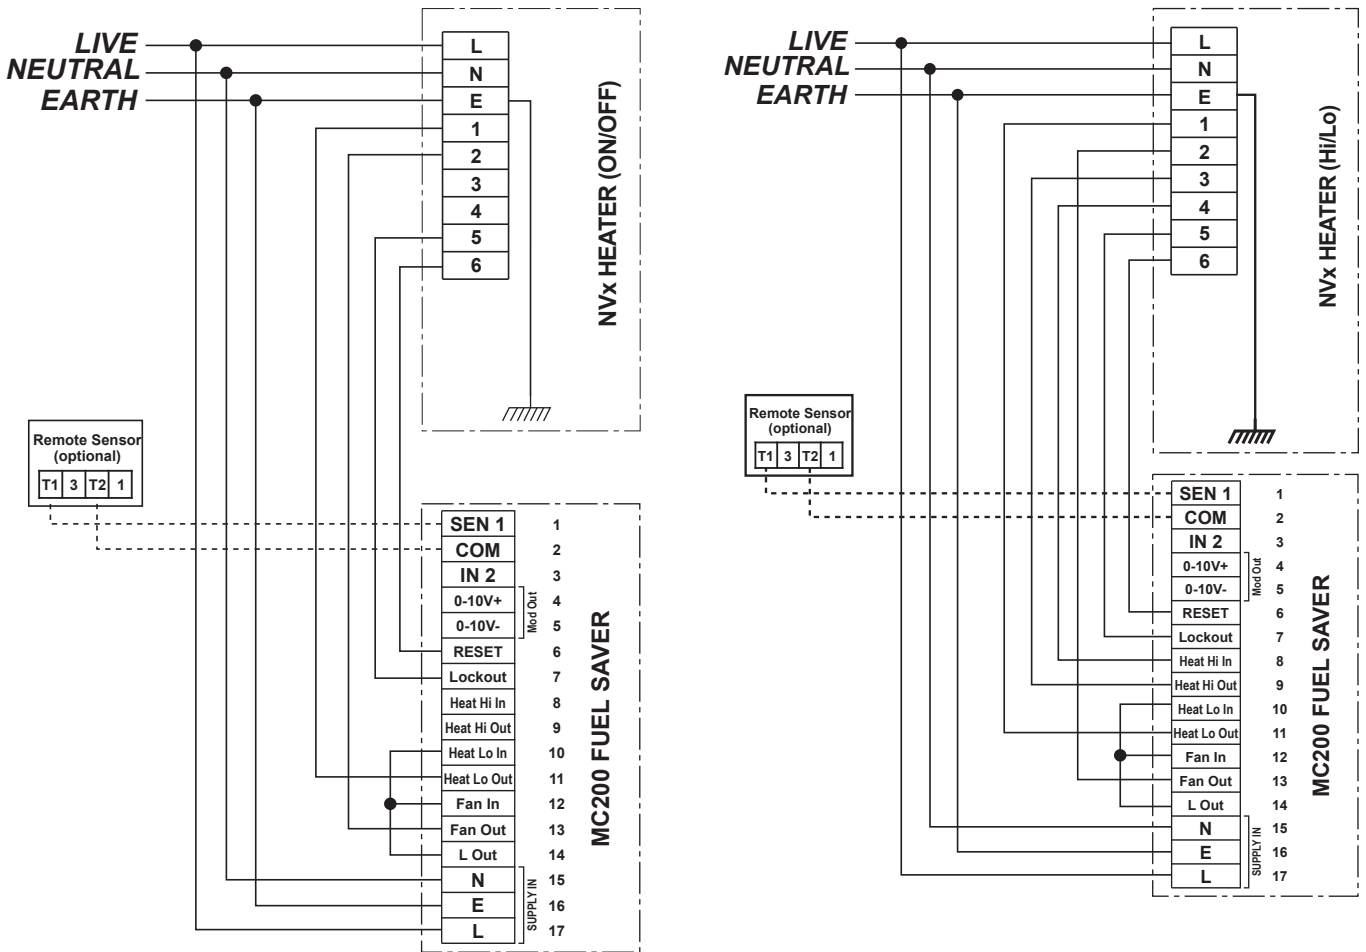 LIVE
NEUTRAL
EARTH
L
N
E
1
2
3
4
5
6
NVx HEATER (ON/OFF)
Remote Sensor
(optional)
T1 3 T2 1
SEN 1 1
COM 2
IN 2 3
0-10V+ 4
0-10V- 5
Mod Out
RESET 6
Lockout 7
Heat Hi In 8
Heat Hi Out 9
Heat Lo In 10
Heat Lo Out 11
Fan In 12
Fan Out 13
L Out 14
N 15
E 16
L 17
SUPPLY IN
MC200 FUEL SAVER
LIVE
NEUTRAL
EARTH
L
N
E
1
2
3
4
5
6
NVx HEATER (Hi/Lo)
Remote Sensor
(optional)
T1 3 T2 1
SEN 1 1
COM 2
IN 2 3
0-10V+ 4
0-10V- 5
Mod Out
RESET 6
Lockout 7
Heat Hi In 8
Heat Hi Out 9
Heat Lo In 10
Heat Lo Out 11
Fan In 12
Fan Out 13
L Out 14
N 15
E 16
L 17
SUPPLY IN
MC200 FUEL SAVER